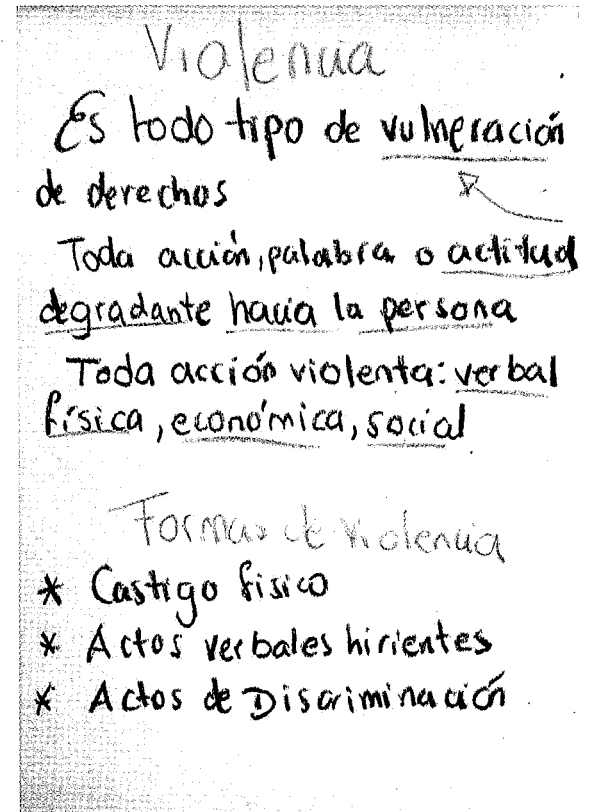 Violencia
Es todo tipo de vulneración
de derechos
Toda acción, palabra o actitud
degradante hacia la persona
Toda acción violenta: verbal
física, económica, social
Formas de violencia
* Castigo físico
* Actos verbales hirientes
* Actos de Discriminación